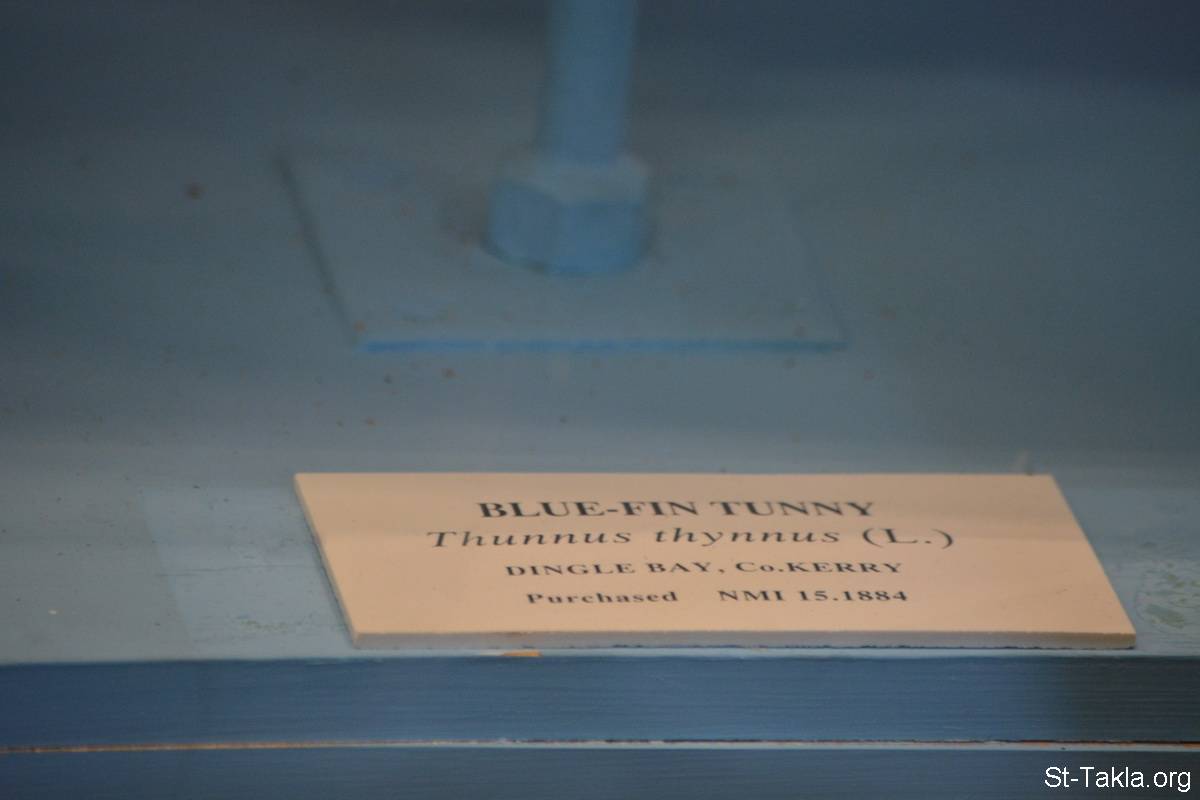 BLUE-FIN TUNNY
Thunnus thynnus (L.)
DINGLE BAY, Co.KERRY
Purchased NMI 15.1884
St-Takla.org